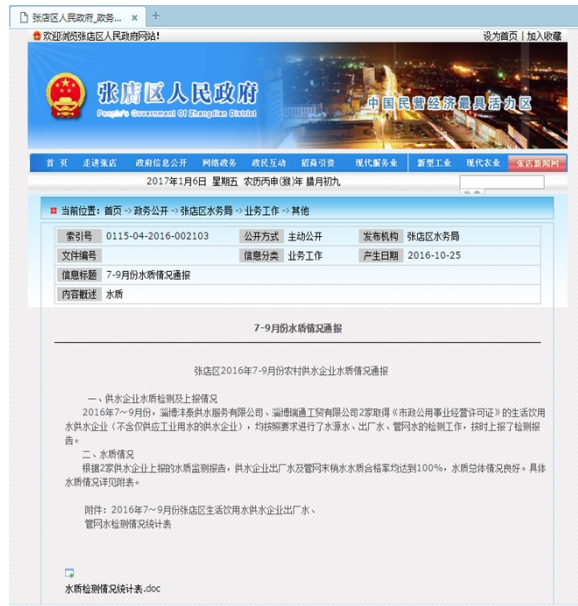 张店区人民政府_政务...
欢迎浏览张店区人民政府网站！ 设为首页 | 加入收藏
张店区人民政府
People's Government Of Zhangdian District
中国民营经济最具活力区
首 页 走进张店 政府信息公开 网络政务 政民互动 招商引资 现代服务业 新型工业 现代农业 张店新闻网
2017年1月6日 星期五 农历丙申(猴)年 腊月初九
当前位置：首页->政务公开->张店区水务局->业务工作->其他
索引号 0115-04-2016-002103 公开方式 主动公开 发布机构 张店区水务局
文件编号 信息分类 业务工作 产生日期 2016-10-25
信息标题 7-9月份水质情况通报
内容概述 水质
7-9月份水质情况通报
张店区2016年7-9月份农村供水企业水质情况通报
一、供水企业水质检测及上报情况
2016年7～9月份，淄博沣泰供水服务有限公司、淄博瑞通工贸有限公司2家取得《市政公用事业经营许可证》的生活饮用
水供水企业（不含仅供应工业用水的供水企业），均按照要求进行了水源水、出厂水、管网水的检测工作，按时上报了检测报
告。
二、水质情况
根据2家供水企业上报的水质监测报告，供水企业出厂水及管网末梢水水质合格率均达到100%，水质总体情况良好。具体
水质情况详见附表。
附件：2016年7～9月份张店区生活饮用水供水企业出厂水、
管网水检测情况统计表
水质检测情况统计表.doc